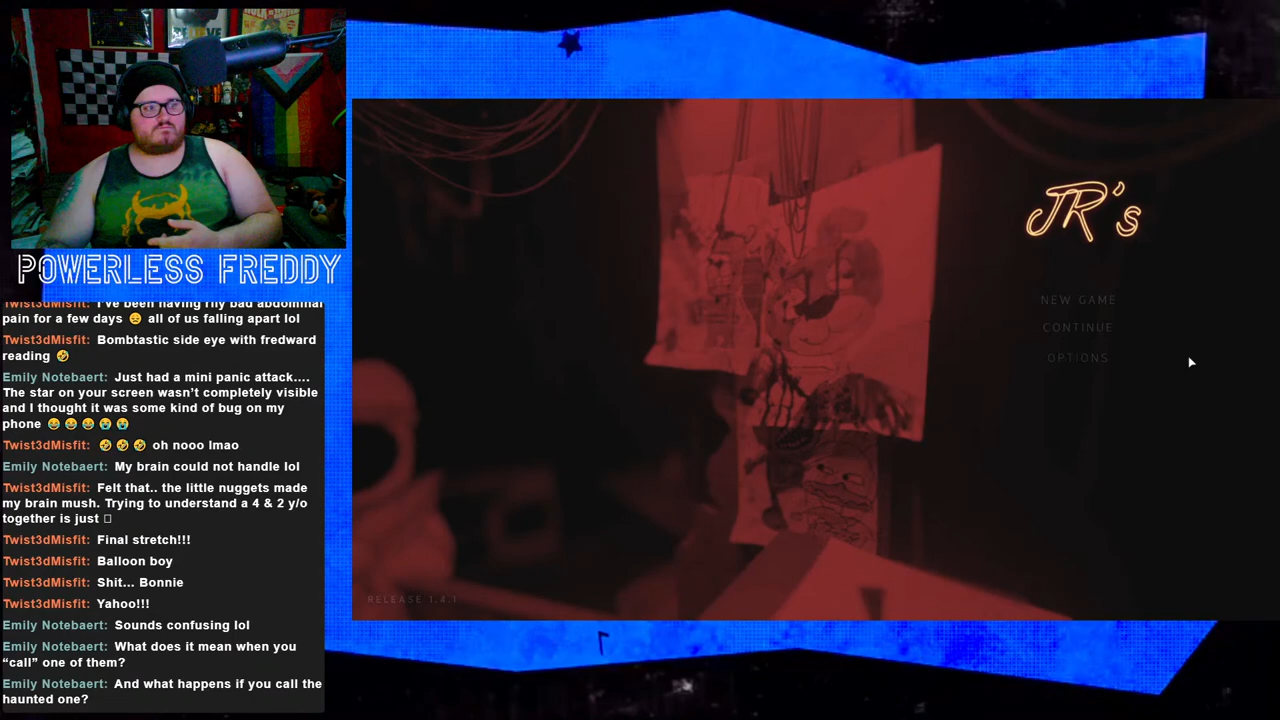 POWERLESS FREDDY
Twist3dMisfit: I've been having rlly bad abdominal
pain for a few days 😞 all of us falling apart lol
Twist3dMisfit: Bombtastic side eye with fredward
reading 🤣
Emily Notebaert: Just had a mini panic attack....
The star on your screen wasn't completely visible
and I thought it was some kind of bug on my
phone 😂😂😂😭😭
Twist3dMisfit: 🤣🤣🤣 oh nooo lmao
Emily Notebaert: My brain could not handle lol
Twist3dMisfit: Felt that.. the little nuggets made
my brain mush. Trying to understand a 4 & 2 y/o
together is just □
Twist3dMisfit: Final stretch!!!
Twist3dMisfit: Balloon boy
Twist3dMisfit: Shit... Bonnie
Twist3dMisfit: Yahoo!!!
Emily Notebaert: Sounds confusing lol
Emily Notebaert: What does it mean when you
“call” one of them?
Emily Notebaert: And what happens if you call the
haunted one?
JR's
NEW GAME
CONTINUE
OPTIONS
RELEASE 1.4.1